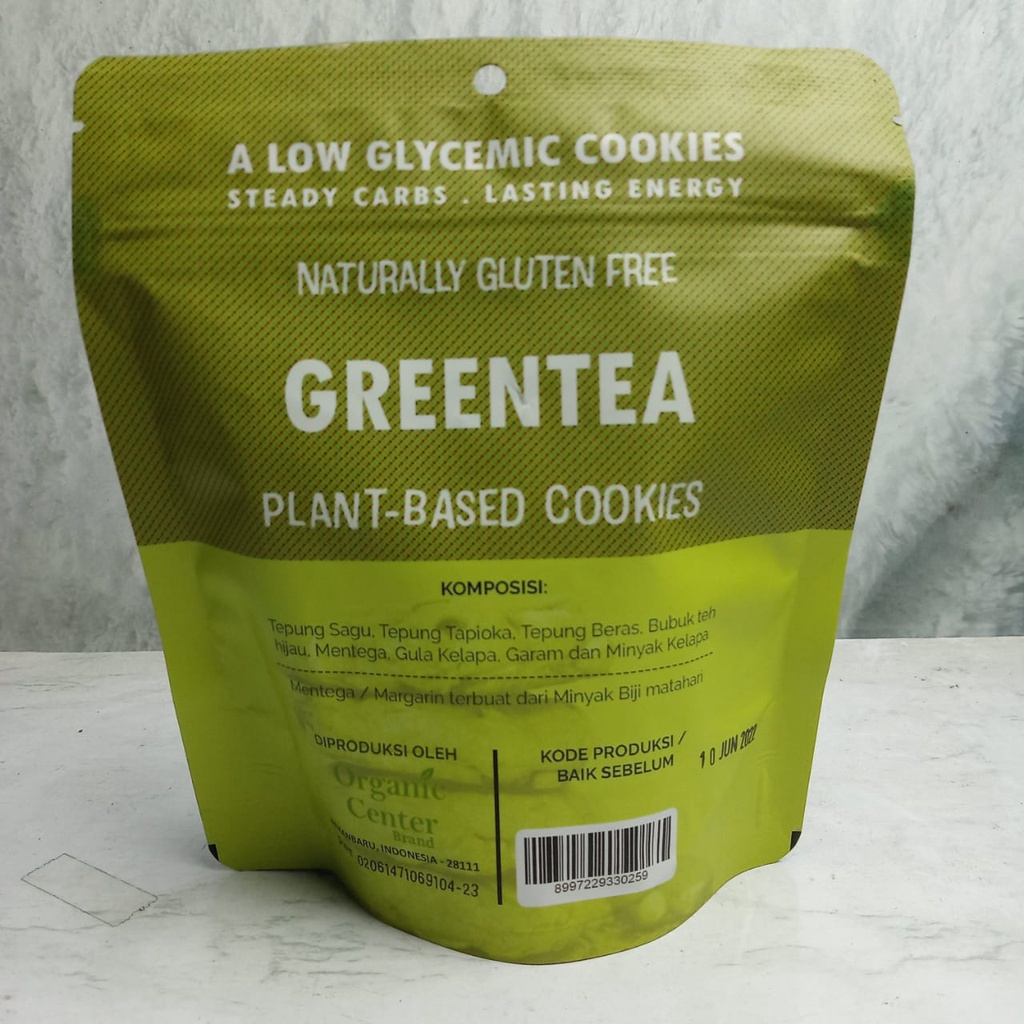 A LOW GLYCEMIC COOKIES
STEADY CARBS . LASTING ENERGY
NATURALLY GLUTEN FREE
GREENTEA
PLANT-BASED COOKIES
KOMPOSISI:
Tepung Sagu, Tepung Tapioka, Tepung Beras, Bubuk teh
hijau, Mentega, Gula Kelapa, Garam dan Minyak Kelapa
Mentega / Margarin terbuat dari Minyak Biji matahari
DIPRODUKSI OLEH
Organic
Center
Brand
INDONESIA - 28111
02061471069104-23
KODE PRODUKSI /
BAIK SEBELUM
10 JUN 2022
8997229330259